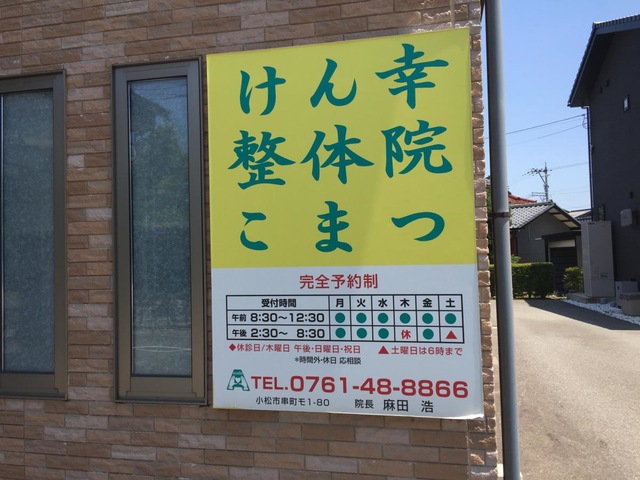 けん幸
整体院
こまつ
完全予約制
受付時間 月 火 水 木 金 土
午前 8:30～12:30 ● ● ● ● ● ●
午後 2:30～ 8:30 ● ● ● 休 ● ▲
◆休診日/木曜日 午後・日曜日・祝日 ▲土曜日は6時まで
*時間外・休日 応相談
TEL.0761-48-8866
小松市串町モ1-80 院長 麻田 浩